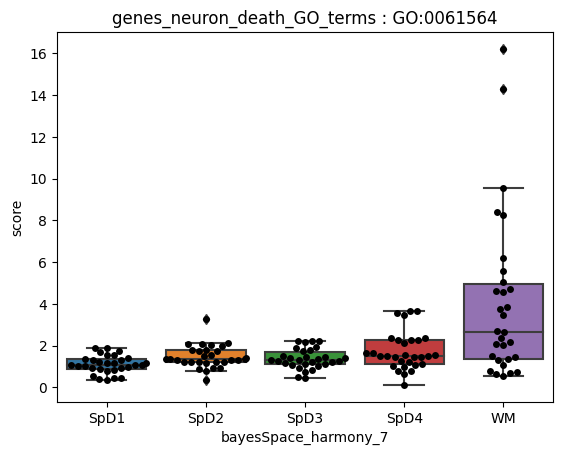 genes_neuron_death_GO_terms : GO:0061564
16
14
12
10
8
6
4
2
0
score
SpD1 SpD2 SpD3 SpD4 WM
bayesSpace_harmony_7